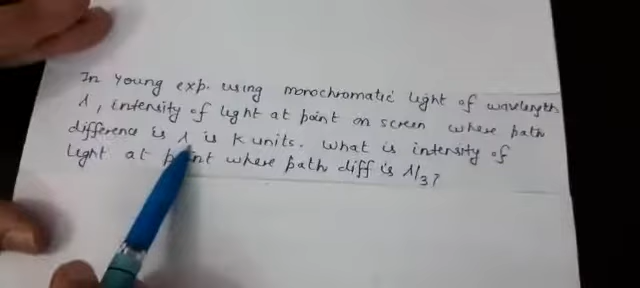 In Young exp. using monochromatic light of wavelength
λ, intensity of light at point on screen where path
difference is λ is K units. What is intensity of
light at point where path diff is λ/3?